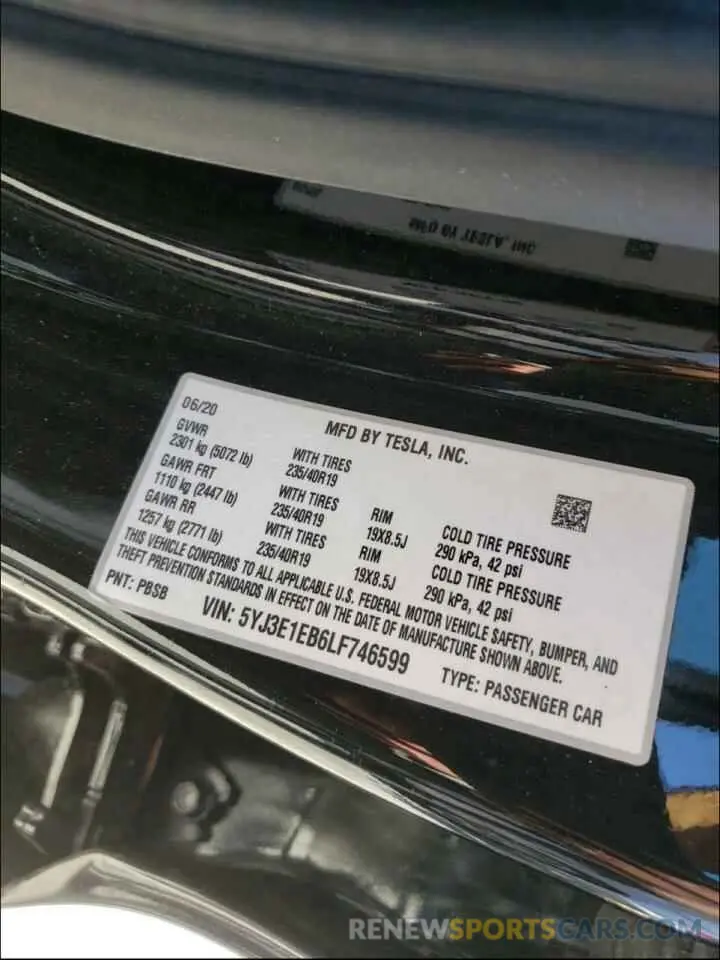 06/20
MFD BY TESLA, INC.
GVWR
2301 kg (5072 lb)
WITH TIRES
235/40R19
GAWR FRT
1110 kg (2447 lb)
WITH TIRES
235/40R19
RIM
19X8.5J
COLD TIRE PRESSURE
290 kPa, 42 psi
GAWR RR
1257 kg (2771 lb)
WITH TIRES
235/40R19
RIM
19X8.5J
COLD TIRE PRESSURE
290 kPa, 42 psi
THIS VEHICLE CONFORMS TO ALL APPLICABLE U.S. FEDERAL MOTOR VEHICLE SAFETY, BUMPER, AND
THEFT PREVENTION STANDARDS IN EFFECT ON THE DATE OF MANUFACTURE SHOWN ABOVE.
PNT: PBSB
VIN: 5YJ3E1EB6LF746599
TYPE: PASSENGER CAR
MFD BY TESLA, INC
RENEWSPORTSCARS.COM